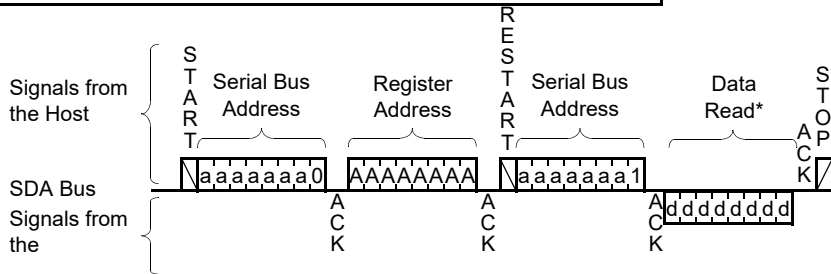 RESTART
START
STOP
Signals from
the Host
Serial Bus
Address
Register
Address
Serial Bus
Address
Data
Read*
ACK
SDA Bus
aaaaaaa0
AAAAAAAA
aaaaaaa1
Signals from
the
ACK
ACK
ACK
dddddddd